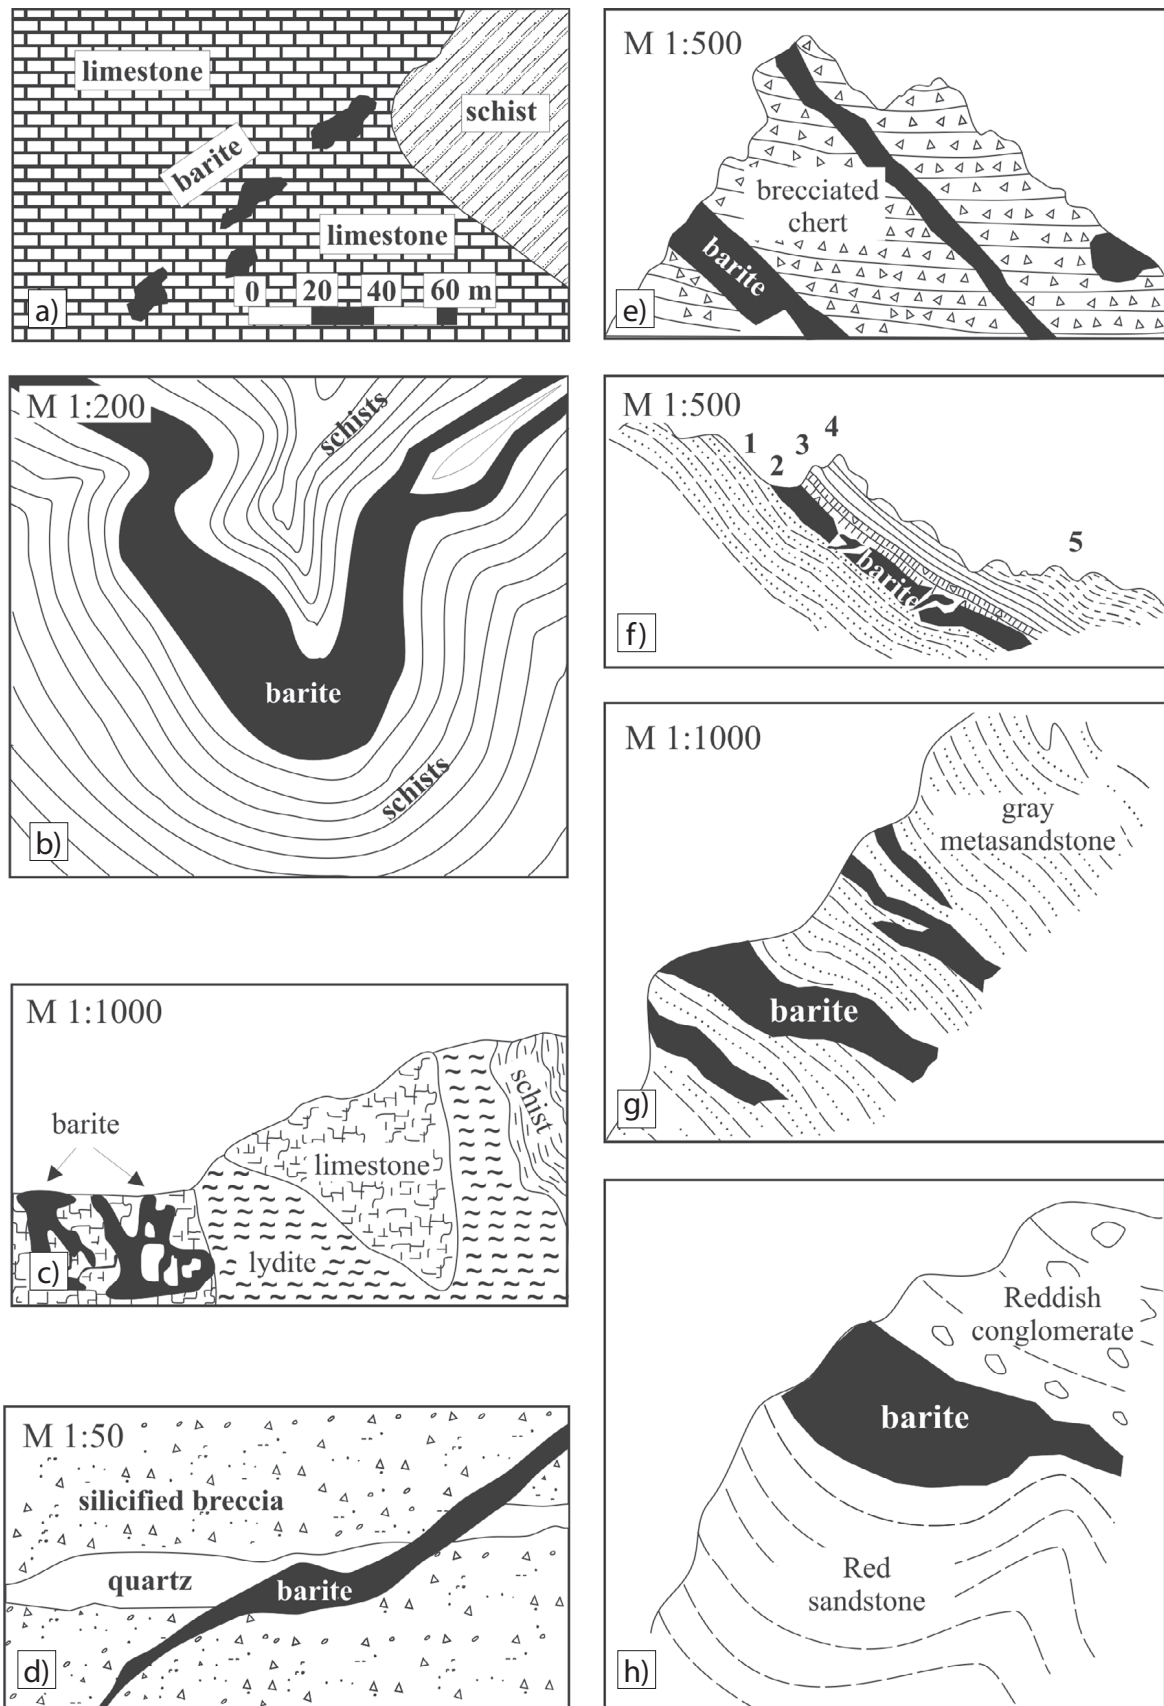 limestone
schist
barite
limestone
0 20 40 60 m
a)
M 1:200
schists
barite
schists
b)
M 1:1000
barite
schist
limestone
lydite
c)
M 1:50
silicified breccia
quartz
barite
d)
M 1:500
brecciated
chert
barite
e)
M 1:500
1
2
3
4
5
barite
f)
M 1:1000
gray
metasandstone
barite
g)
Reddish
conglomerate
barite
Red
sandstone
h)